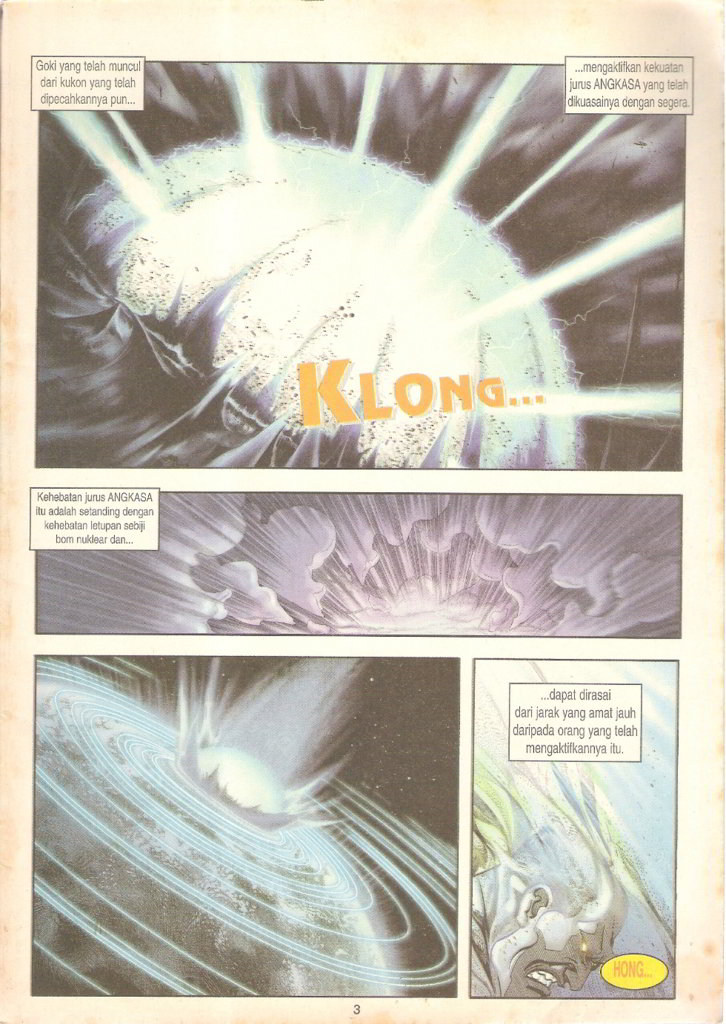 Goki yang telah muncul
dari kukon yang telah
dipecahkannya pun...
...mengaktifkan kekuatan
jurus ANGKASA yang telah
dikuasainya dengan segera.
KLONG...
Kehebatan jurus ANGKASA
itu adalah setanding dengan
kehebatan letupan sebiji
bom nuklear dan...
...dapat dirasai
dari jarak yang amat jauh
daripada orang yang telah
mengaktifkannya itu.
HONG...
3